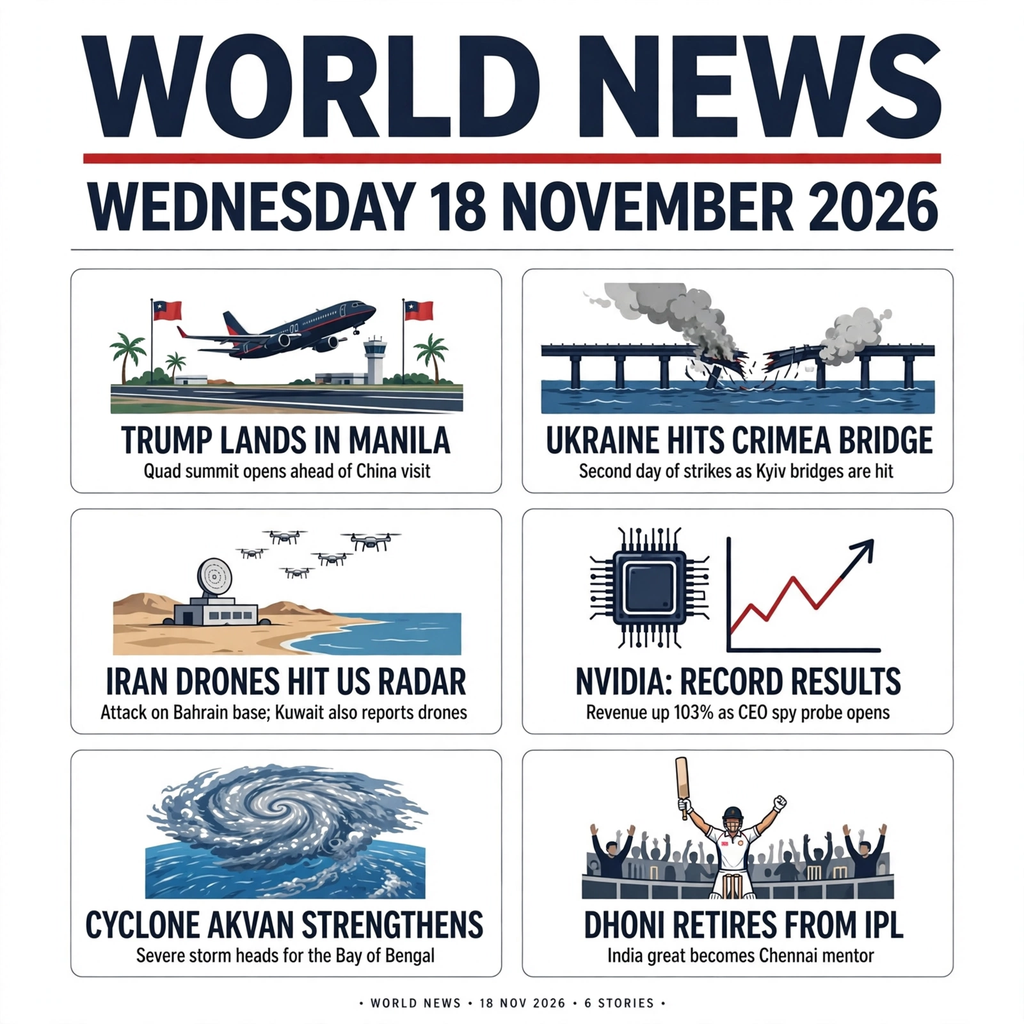 WORLD NEWS
WEDNESDAY 18 NOVEMBER 2026
TRUMP LANDS IN MANILA
Quad summit opens ahead of China visit
UKRAINE HITS CRIMEA BRIDGE
Second day of strikes as Kyiv bridges are hit
IRAN DRONES HIT US RADAR
Attack on Bahrain base; Kuwait also reports drones
NVIDIA: RECORD RESULTS
Revenue up 103% as CEO spy probe opens
CYCLONE AKVAN STRENGTHENS
Severe storm heads for the Bay of Bengal
DHONI RETIRES FROM IPL
India great becomes Chennai mentor
• WORLD NEWS • 18 NOV 2026 • 6 STORIES •